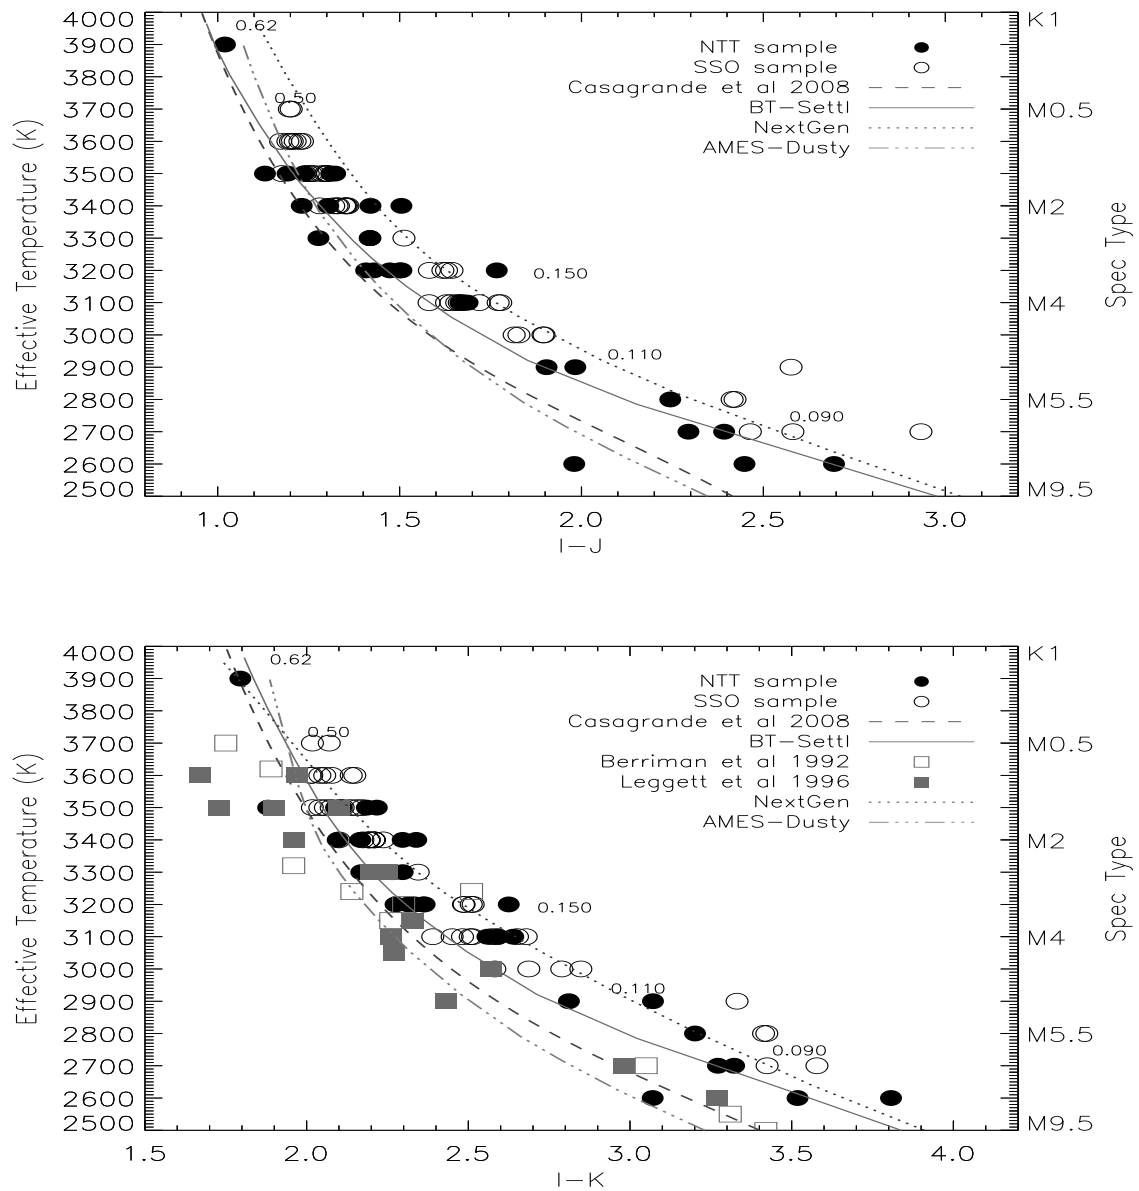 4000 0.62 K1
3900 NTT sample
3800 SSO sample
3700 0.50 Casagrande et al 2008 M0.5
BT-Settl
3600 NextGen
AMES-Dusty
3500
3400 M2
3300
3200 0.150
3100 M4
3000
2900 0.110
2800 M5.5
2700 0.090
2600
2500 M9.5
Effective Temperature (K)
Spec Type
1.0 1.5 2.0 2.5 3.0
I-J
4000 0.62 K1
3900 NTT sample
SSO sample
3800 Casagrande et al 2008
3700 0.50 BT-Settl M0.5
Berriman et al 1992
3600 Leggett et al 1996
NextGen
3500 AMES-Dusty
3400 M2
3300
3200 0.150
3100 M4
3000
2900 0.110
2800 M5.5
2700 0.090
2600
2500 M9.5
Effective Temperature (K)
Spec Type
1.5 2.0 2.5 3.0 3.5 4.0
I-K